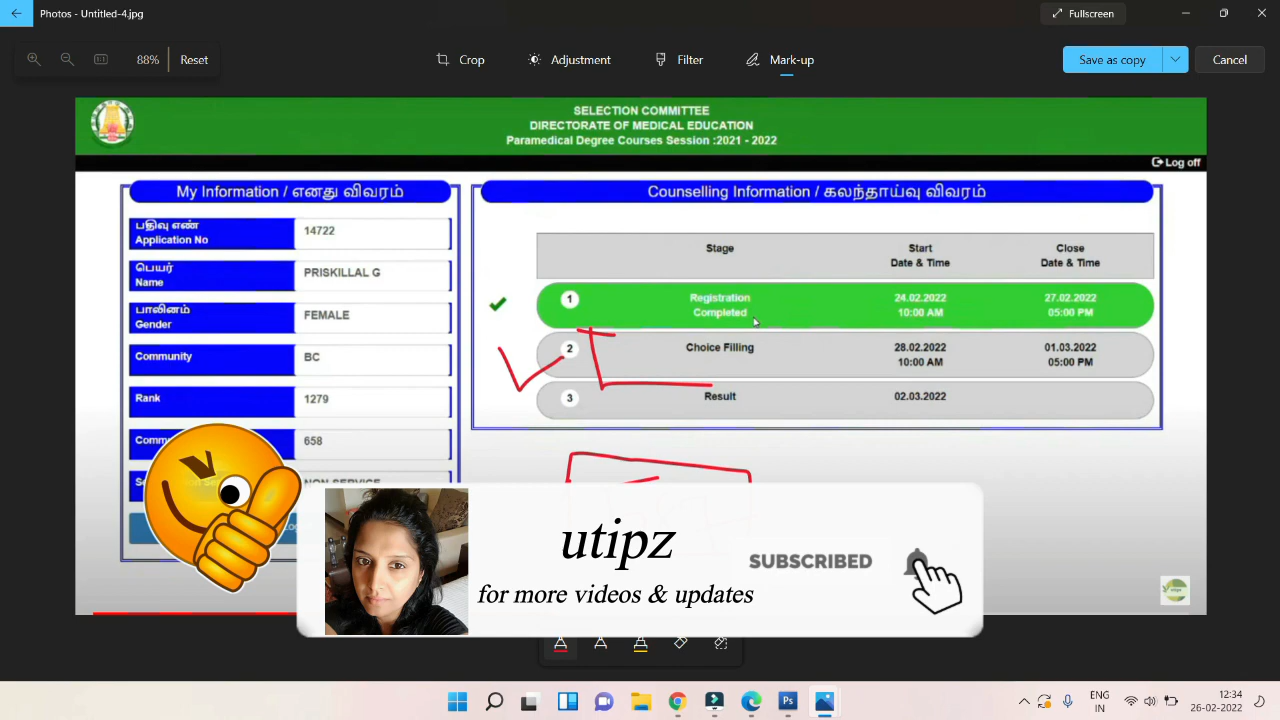 Photos - Untitled-4.jpg
Fullscreen
88%
Reset
Crop
Adjustment
Filter
Mark-up
Save as copy
Cancel
SELECTION COMMITTEE
DIRECTORATE OF MEDICAL EDUCATION
Paramedical Degree Courses Session :2021 - 2022
Log off
My Information / எனது விவரம்
பதிவு எண்
Application No
14722
பெயர்
Name
PRISKILLAL G
பாலினம்
Gender
FEMALE
Community
BC
Rank
1279
658
NON SERVICE
Counselling Information / கலந்தாய்வு விவரம்
Stage
Start
Date & Time
Close
Date & Time
1
Registration
Completed
24.02.2022
10:00 AM
27.02.2022
05:00 PM
2
Choice Filling
28.02.2022
10:00 AM
01.03.2022
05:00 PM
3
Result
02.03.2022
utipz
for more videos & updates
SUBSCRIBED
ENG
IN
12:34
26-02-2022